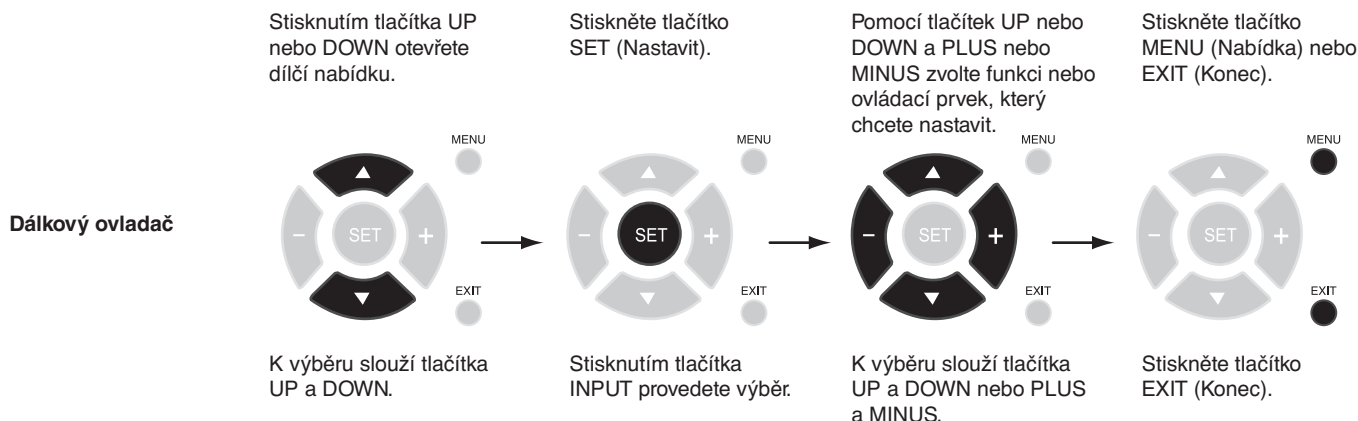 Stisknutím tlačítka UP
nebo DOWN otevřete
dílčí nabídku.
Stiskněte tlačítko
SET (Nastavit).
Pomocí tlačítek UP nebo
DOWN a PLUS nebo
MINUS zvolte funkci nebo
ovládací prvek, který
chcete nastavit.
Stiskněte tlačítko
MENU (Nabídka) nebo
EXIT (Konec).
Dálkový ovladač
MENU
- SET +
EXIT
MENU
- SET +
EXIT
MENU
- SET +
EXIT
MENU
- SET +
EXIT
K výběru slouží tlačítka
UP a DOWN.
Stisknutím tlačítka
INPUT provedete výběr.
K výběru slouží tlačítka
UP a DOWN nebo PLUS
a MINUS.
Stiskněte tlačítko
EXIT (Konec).